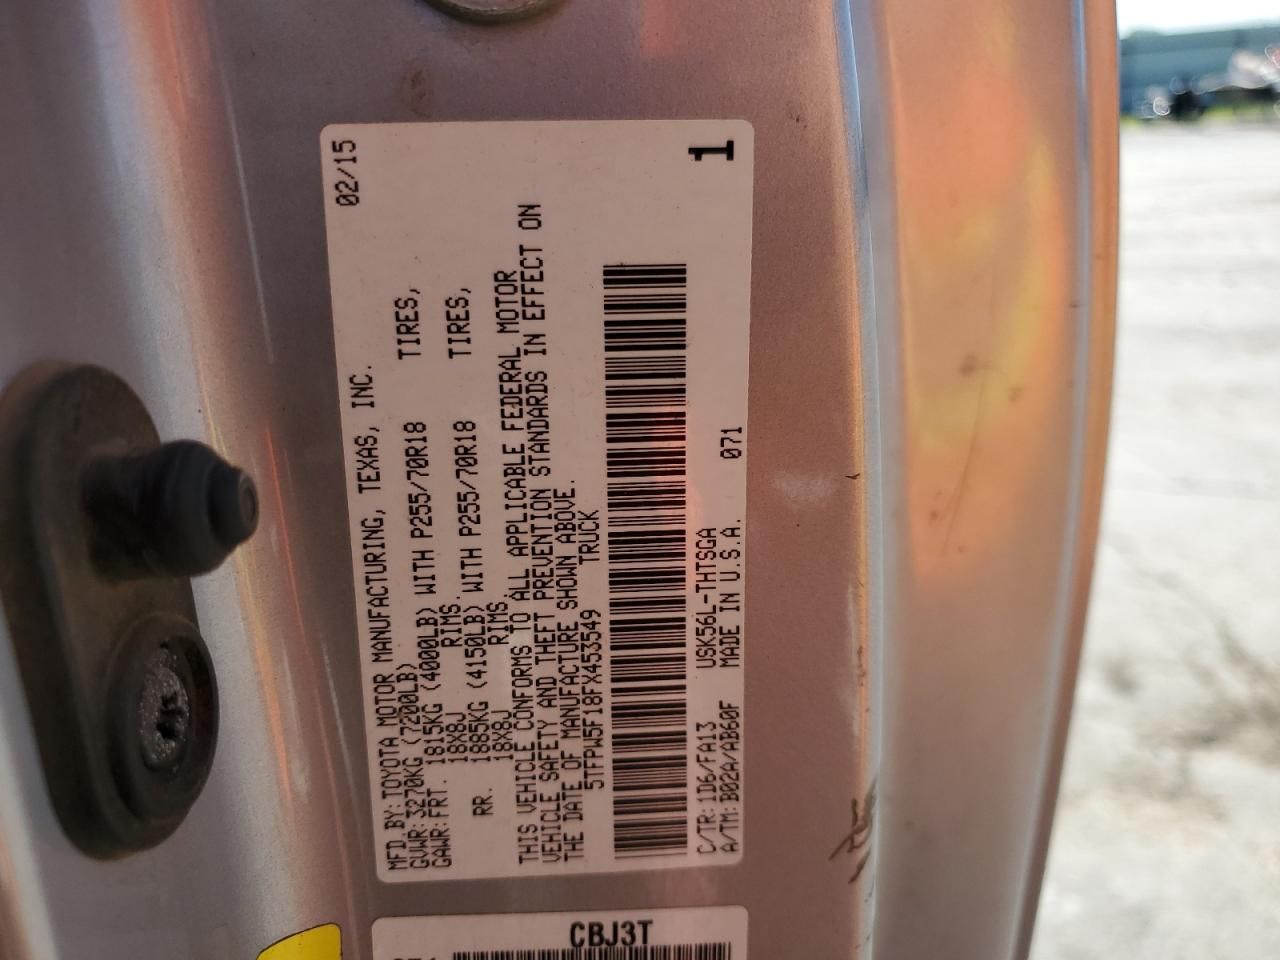 02/15
MFD. BY: TOYOTA MOTOR MANUFACTURING, TEXAS, INC.
GVWR: 3270KG (7200LB)
GAWR: FRT. 1815KG (4000LB) WITH P255/70R18 TIRES,
18X8J RIMS.
RR. 1885KG (4150LB) WITH P255/70R18 TIRES,
18X8J RIMS
THIS VEHICLE CONFORMS TO ALL APPLICABLE FEDERAL MOTOR
VEHICLE SAFETY AND THEFT PREVENTION STANDARDS IN EFFECT ON
THE DATE OF MANUFACTURE SHOWN ABOVE.
5TFPW5F18FX453549 TRUCK
C/TR: 1D6/FA13 USK56L-THTSGA
A/TM: B02A/AB60F MADE IN U.S.A. 071
1
CBJ3T